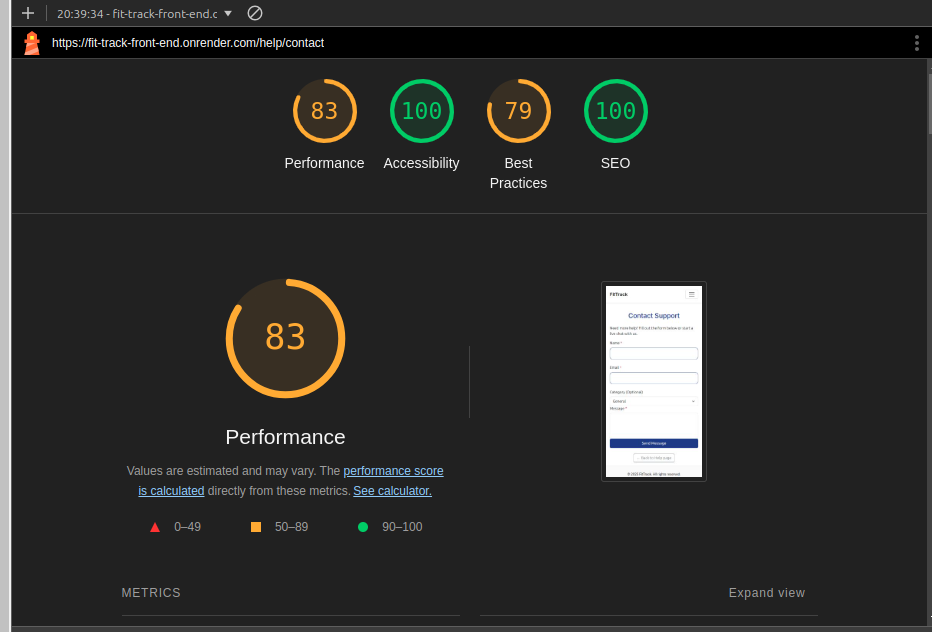 20:39:34 - fit-track-front-end.c
https://fit-track-front-end.onrender.com/help/contact
83 100 79 100
Performance Accessibility Best Practices SEO
83
Performance
Values are estimated and may vary. The performance score
is calculated directly from these metrics. See calculator.
0–49 50–89 90–100
FitTrack
Contact Support
Name *
Email *
Category (Optional)
General
Message *
Send Message
© 2025 FitTrack. All rights reserved
METRICS
Expand view